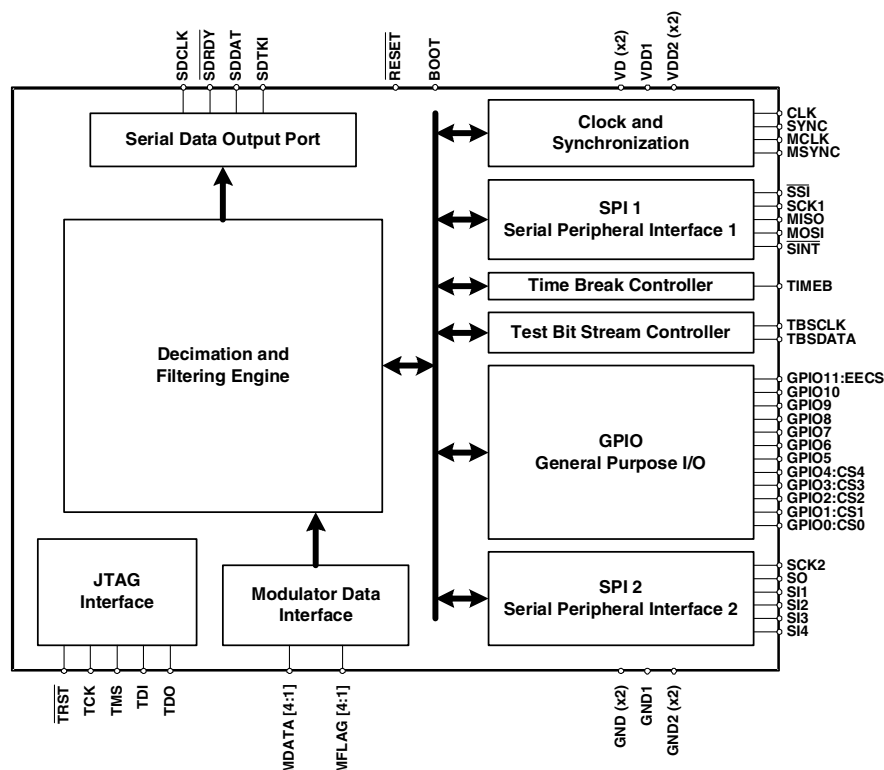 SDCLK
SDRDY
SDDAT
SDTKI
RESET
BOOT
VD (x2)
VDD1
VDD2 (x2)
Serial Data Output Port
Clock and
Synchronization
CLK
SYNC
MCLK
MSYNC
SPI 1
Serial Peripheral Interface 1
SSI
SCK1
MISO
MOSI
SINT
Time Break Controller
TIMEB
Test Bit Stream Controller
TBSCLK
TBSDATA
Decimation and
Filtering Engine
GPIO
General Purpose I/O
GPIO11:EECS
GPIO10
GPIO9
GPIO8
GPIO7
GPIO6
GPIO5
GPIO4:CS4
GPIO3:CS3
GPIO2:CS2
GPIO1:CS1
GPIO0:CS0
JTAG
Interface
Modulator Data
Interface
SPI 2
Serial Peripheral Interface 2
SCK2
SO
SI1
SI2
SI3
SI4
TRST
TCK
TMS
TDI
TDO
MDATA [4:1]
MFLAG [4:1]
GND (x2)
GND1
GND2 (x2)